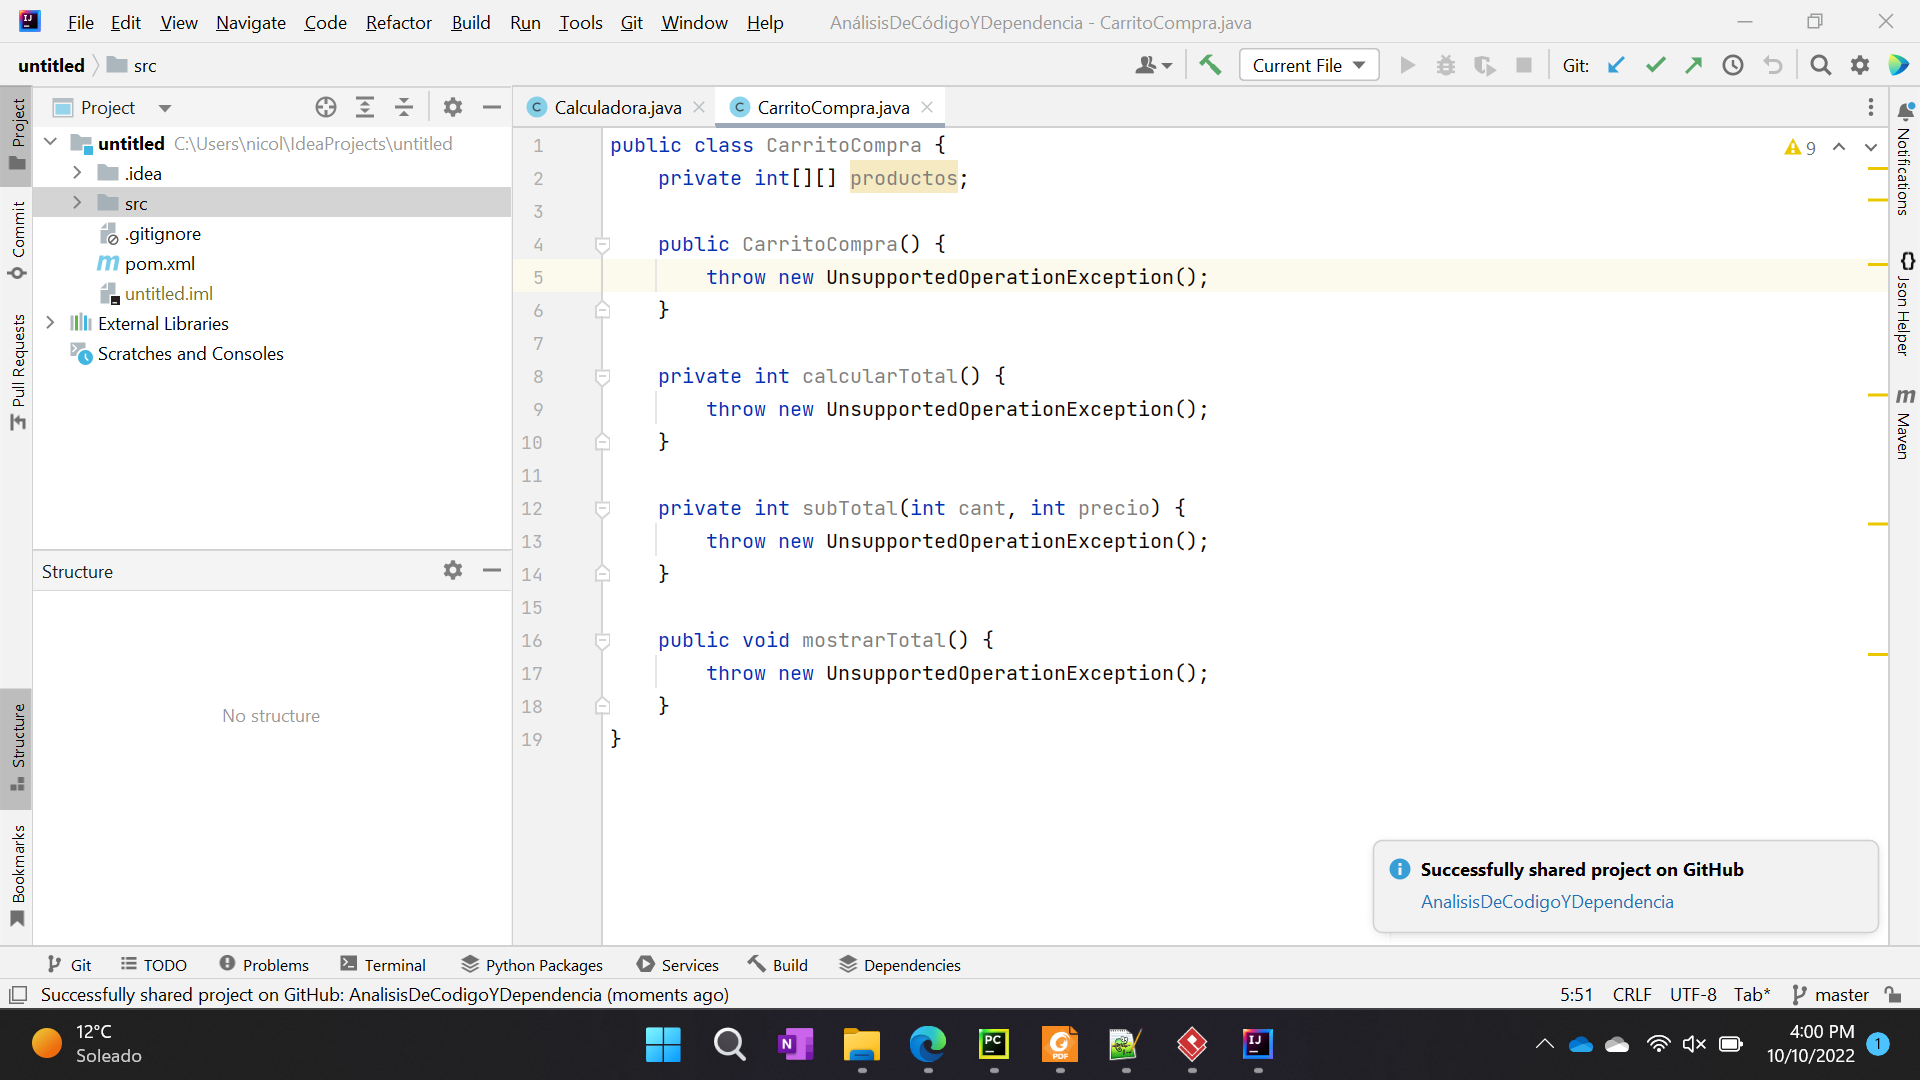 File Edit View Navigate Code Refactor Build Run Tools Git Window Help AnálisisDeCódigoYDependencia - CarritoCompra.java
untitled src Current File Git:
Project Calculadora.java CarritoCompra.java
untitled C:\Users\nicol\IdeaProjects\untitled
.idea
src
.gitignore
pom.xml
untitled.iml
External Libraries
Scratches and Consoles
Structure
No structure
Project
Commit
Pull Requests
Structure
Bookmarks
1 public class CarritoCompra {
2 private int[][] productos;
3
4 public CarritoCompra() {
5 throw new UnsupportedOperationException();
6 }
7
8 private int calcularTotal() {
9 throw new UnsupportedOperationException();
10 }
11
12 private int subTotal(int cant, int precio) {
13 throw new UnsupportedOperationException();
14 }
15
16 public void mostrarTotal() {
17 throw new UnsupportedOperationException();
18 }
19 }
9
Notifications
Json Helper
Maven
Successfully shared project on GitHub
AnalisisDeCodigoYDependencia
Git TODO Problems Terminal Python Packages Services Build Dependencies
Successfully shared project on GitHub: AnalisisDeCodigoYDependencia (moments ago) 5:51 CRLF UTF-8 Tab* master
12°C
Soleado
4:00 PM
10/10/2022
1